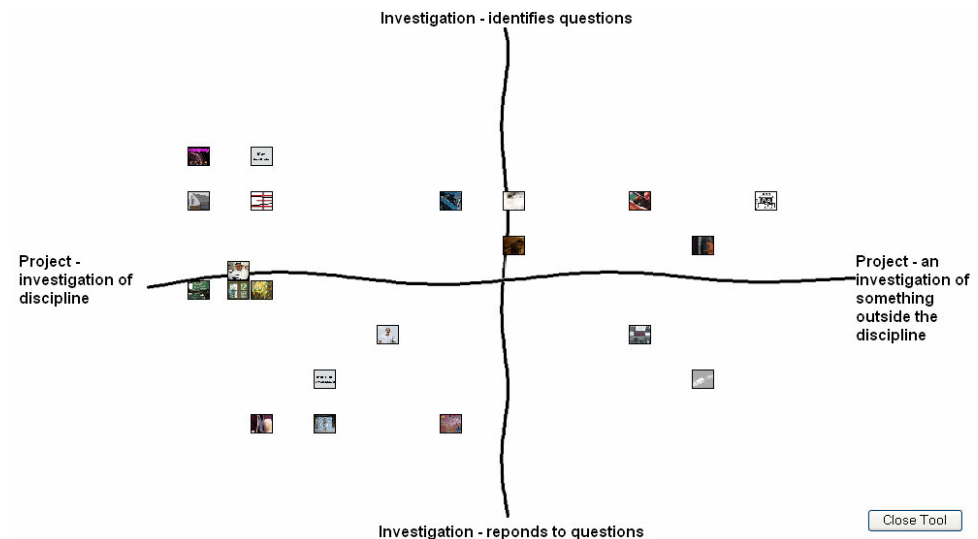 Investigation - identifies questions
Project -
investigation of
discipline
Project - an
investigation of
something
outside the
discipline
Close Tool
Investigation - reponds to questions